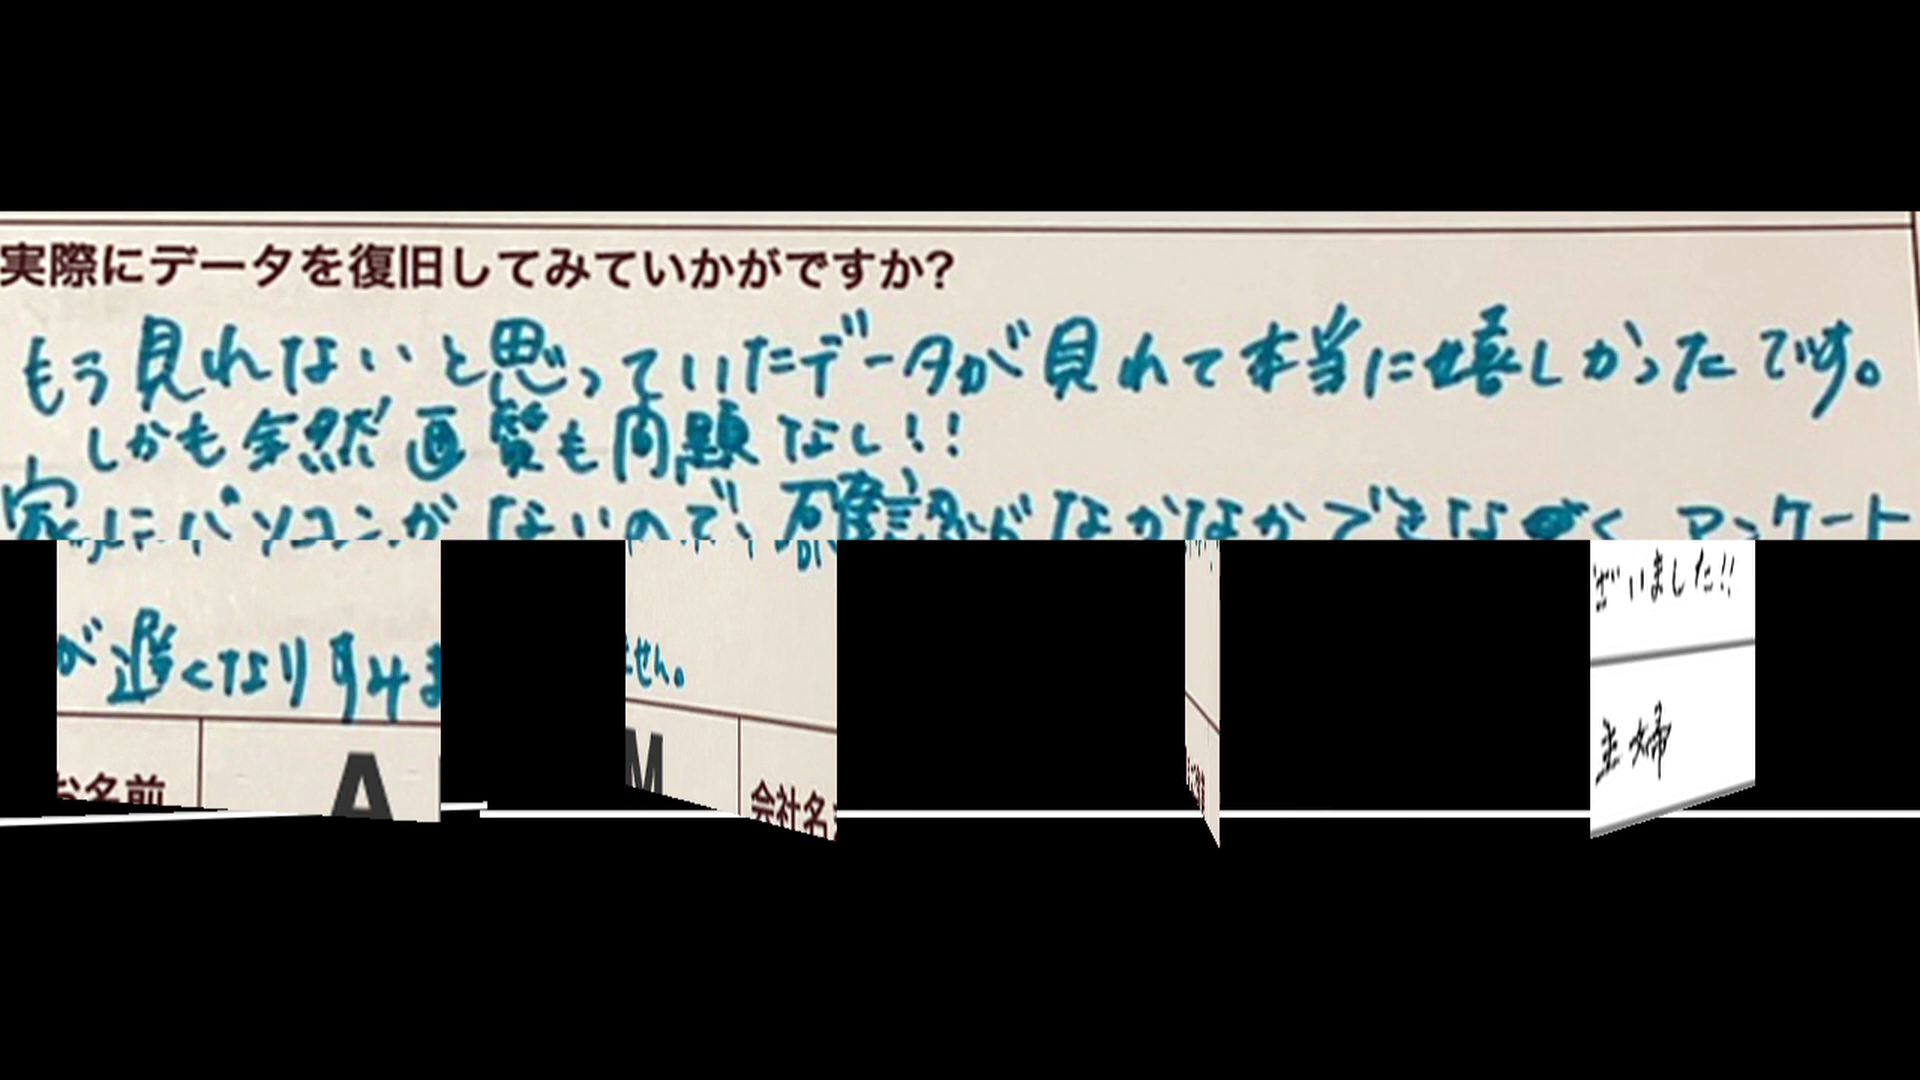 実際にデータを復旧してみていかがですか?
もう見れないと思っていたデータが見れて本当に嬉しかったです。
しかも全然画質も問題なし!!
家にパソコンがないので、確認がなかなかできなくアンケート
が遅くなりすみま
せん。
お名前
A
M
会社名
ざいました!!
主婦